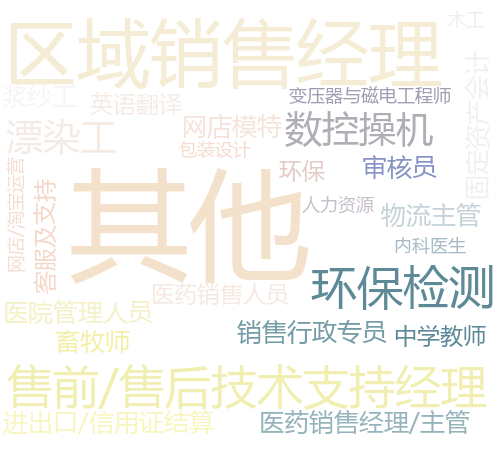 木工
区域销售经理
固定资产会计
浆纱工
英语翻译
变压器与磁电工程师
漂染工
网店模特
数控操机
包装设计
网店/淘宝运营
客服及支持
其他
环保
审核员
人力资源
物流主管
内科医生
医药销售人员
环保检测
医院管理人员
畜牧师
销售行政专员
中学教师
售前/售后技术支持经理
进出口/信用证结算
医药销售经理/主管